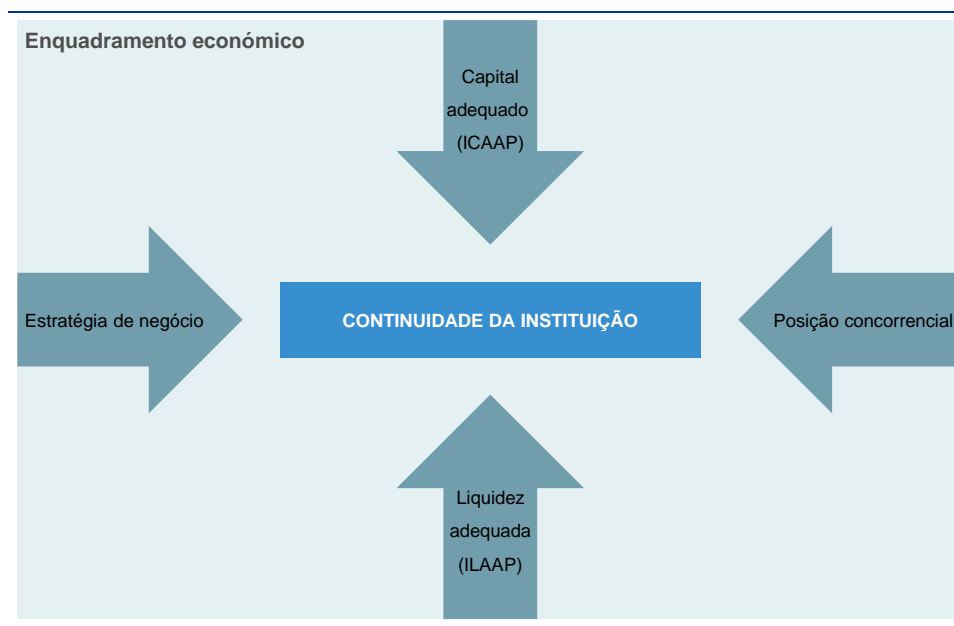 Enquadramento económico
Capital
adequado
(ICAAP)
Estratégia de negócio
CONTINUIDADE DA INSTITUIÇÃO
Posição concorrencial
Liquidez
adequada
(ILAAP)